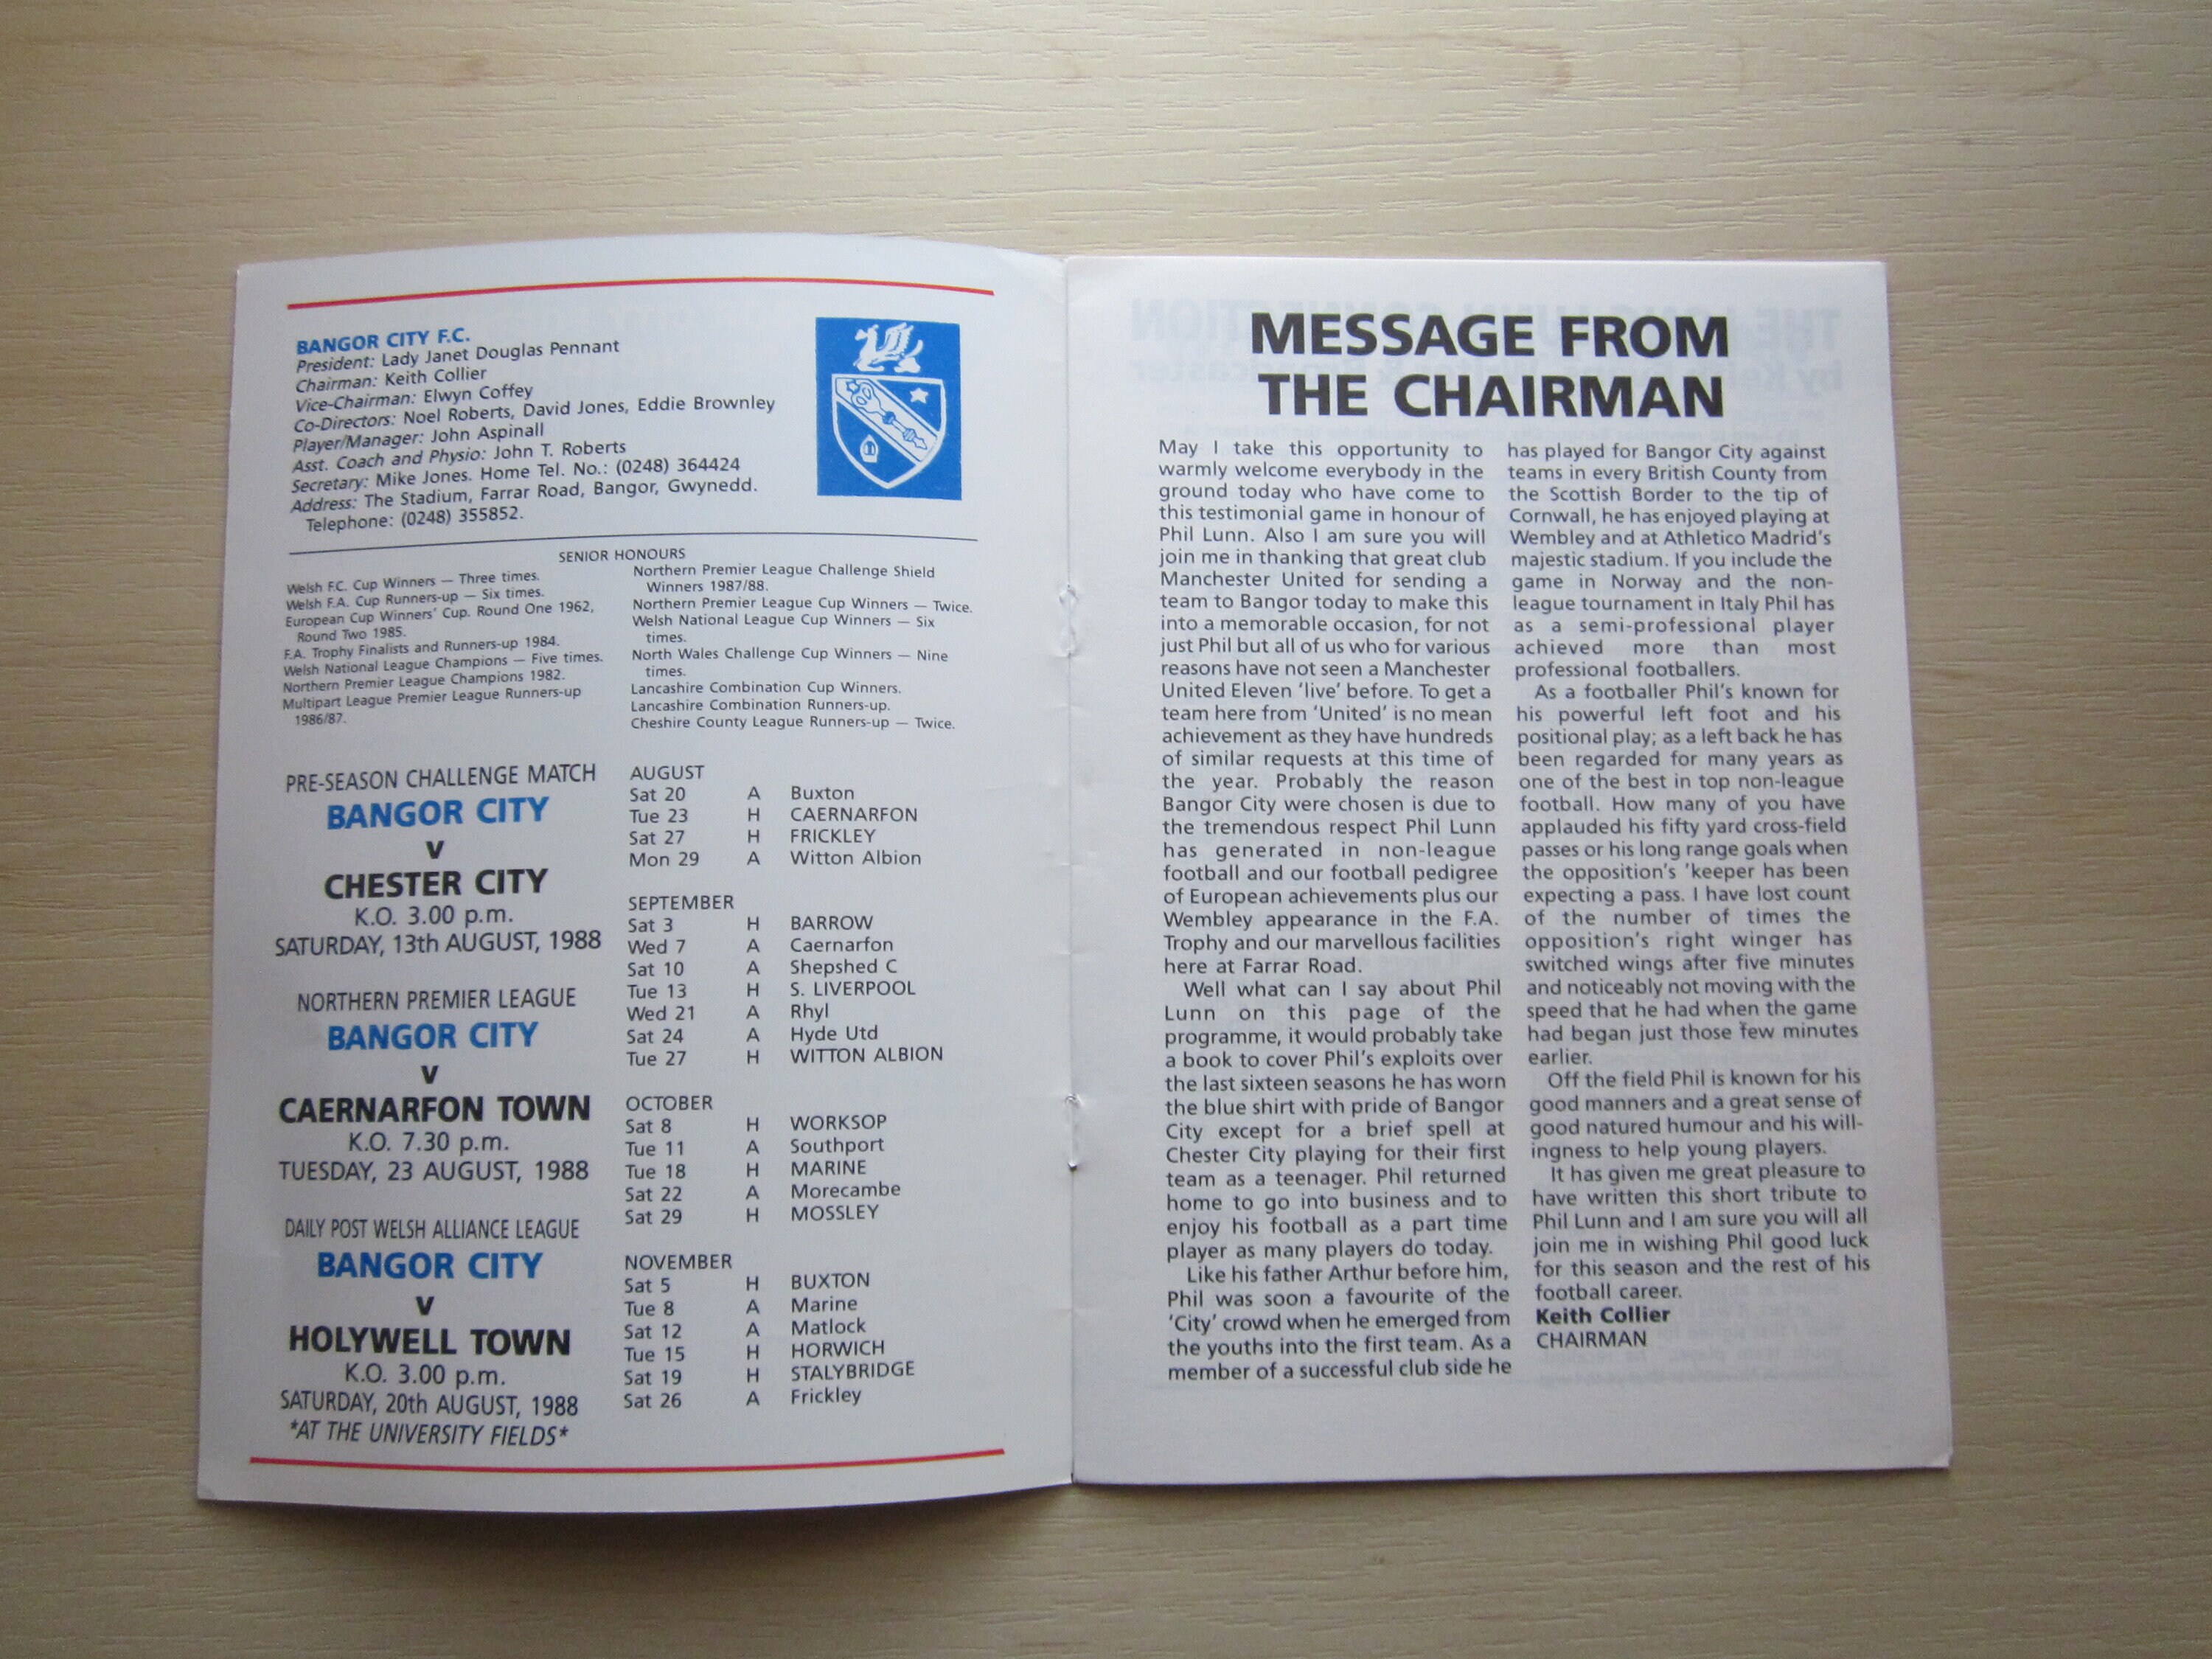 BANGOR CITY F.C.
President: Lady Janet Douglas Pennant
Chairman: Keith Collier
Vice-Chairman: Elwyn Coffey
Co-Directors: Noel Roberts, David Jones, Eddie Brownley
Player/Manager: John Aspinall
Asst. Coach and Physio: John T. Roberts
Secretary: Mike Jones. Home Tel. No.: (0248) 364424
Address: The Stadium, Farrar Road, Bangor, Gwynedd.
Telephone: (0248) 355852.
SENIOR HONOURS
Welsh F.C. Cup Winners — Three times.
Welsh F.A. Cup Runners-up — Six times.
European Cup Winners' Cup. Round One 1962,
Round Two 1985.
F.A. Trophy Finalists and Runners-up 1984.
Welsh National League Champions — Five times.
Northern Premier League Champions 1982.
Multipart League Premier League Runners-up
1986/87.
Northern Premier League Challenge Shield
Winners 1987/88.
Northern Premier League Cup Winners — Twice.
Welsh National League Cup Winners — Six
times.
North Wales Challenge Cup Winners — Nine
times.
Lancashire Combination Cup Winners.
Lancashire Combination Runners-up.
Cheshire County League Runners-up — Twice.
PRE-SEASON CHALLENGE MATCH
BANGOR CITY
v
CHESTER CITY
K.O. 3.00 p.m.
SATURDAY, 13th AUGUST, 1988
NORTHERN PREMIER LEAGUE
BANGOR CITY
v
CAERNARFON TOWN
K.O. 7.30 p.m.
TUESDAY, 23 AUGUST, 1988
DAILY POST WELSH ALLIANCE LEAGUE
BANGOR CITY
v
HOLYWELL TOWN
K.O. 3.00 p.m.
SATURDAY, 20th AUGUST, 1988
*AT THE UNIVERSITY FIELDS*
AUGUST
Sat 20 A Buxton
Tue 23 H CAERNARFON
Sat 27 H FRICKLEY
Mon 29 A Witton Albion
SEPTEMBER
Sat 3 H BARROW
Wed 7 A Caernarfon
Sat 10 A Shepshed C
Tue 13 H S. LIVERPOOL
Wed 21 A Rhyl
Sat 24 A Hyde Utd
Tue 27 H WITTON ALBION
OCTOBER
Sat 8 H WORKSOP
Tue 11 A Southport
Tue 18 H MARINE
Sat 22 A Morecambe
Sat 29 H MOSSLEY
NOVEMBER
Sat 5 H BUXTON
Tue 8 A Marine
Sat 12 A Matlock
Tue 15 H HORWICH
Sat 19 H STALYBRIDGE
Sat 26 A Frickley
MESSAGE FROM
THE CHAIRMAN
May I take this opportunity to
warmly welcome everybody in the
ground today who have come to
this testimonial game in honour of
Phil Lunn. Also I am sure you will
join me in thanking that great club
Manchester United for sending a
team to Bangor today to make this
into a memorable occasion, for not
just Phil but all of us who for various
reasons have not seen a Manchester
United Eleven 'live' before. To get a
team here from 'United' is no mean
achievement as they have hundreds
of similar requests at this time of
the year. Probably the reason
Bangor City were chosen is due to
the tremendous respect Phil Lunn
has generated in non-league
football and our football pedigree
of European achievements plus our
Wembley appearance in the F.A.
Trophy and our marvellous facilities
here at Farrar Road.
Well what can I say about Phil
Lunn on this page of the
programme, it would probably take
a book to cover Phil's exploits over
the last sixteen seasons he has worn
the blue shirt with pride of Bangor
City except for a brief spell at
Chester City playing for their first
team as a teenager. Phil returned
home to go into business and to
enjoy his football as a part time
player as many players do today.
Like his father Arthur before him,
Phil was soon a favourite of the
'City' crowd when he emerged from
the youths into the first team. As a
member of a successful club side he
has played for Bangor City against
teams in every British County from
the Scottish Border to the tip of
Cornwall, he has enjoyed playing at
Wembley and at Athletico Madrid's
majestic stadium. If you include the
game in Norway and the non-
league tournament in Italy Phil has
as a semi-professional player
achieved more than most
professional footballers.
As a footballer Phil's known for
his powerful left foot and his
positional play; as a left back he has
been regarded for many years as
one of the best in top non-league
football. How many of you have
applauded his fifty yard cross-field
passes or his long range goals when
the opposition's 'keeper has been
expecting a pass. I have lost count
of the number of times the
opposition's right winger has
switched wings after five minutes
and noticeably not moving with the
speed that he had when the game
had began just those few minutes
earlier.
Off the field Phil is known for his
good manners and a great sense of
good natured humour and his will-
ingness to help young players.
It has given me great pleasure to
have written this short tribute to
Phil Lunn and I am sure you will all
join me in wishing Phil good luck
for this season and the rest of his
football career.
Keith Collier
CHAIRMAN